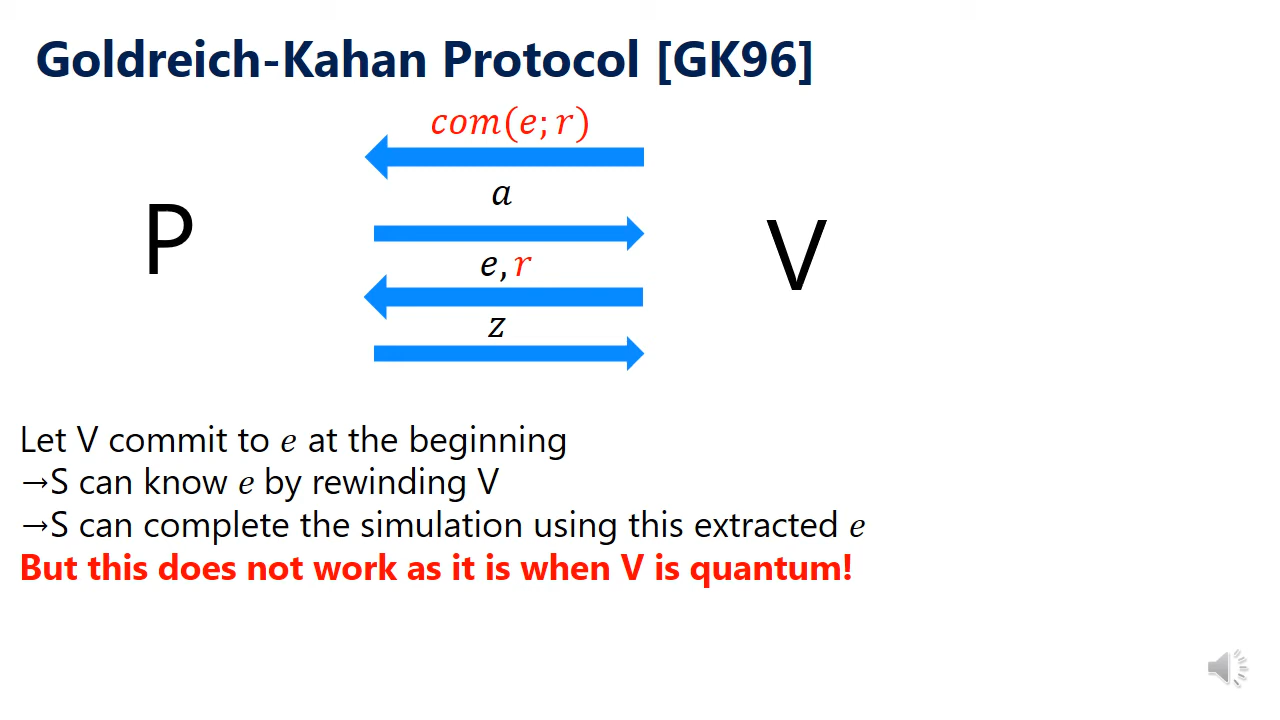 Goldreich-Kahan Protocol [GK96]
com(e; r)
a
P
V
e, r
z
Let V commit to e at the beginning
→S can know e by rewinding V
→S can complete the simulation using this extracted e
But this does not work as it is when V is quantum!